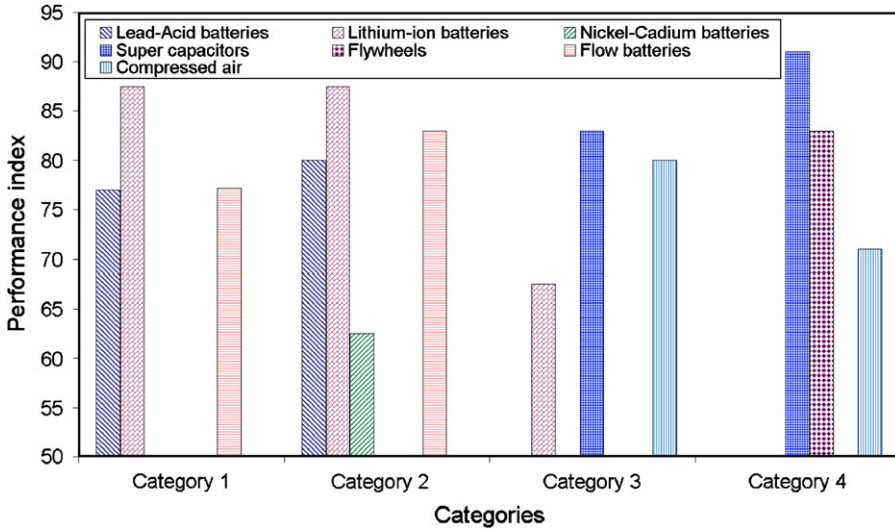 95
90
85
80
75
70
65
60
55
50
Performance index
Lead-Acid batteries Lithium-ion batteries Nickel-Cadium batteries
Super capacitors Flywheels Flow batteries
Compressed air
Category 1 Category 2 Category 3 Category 4
Categories